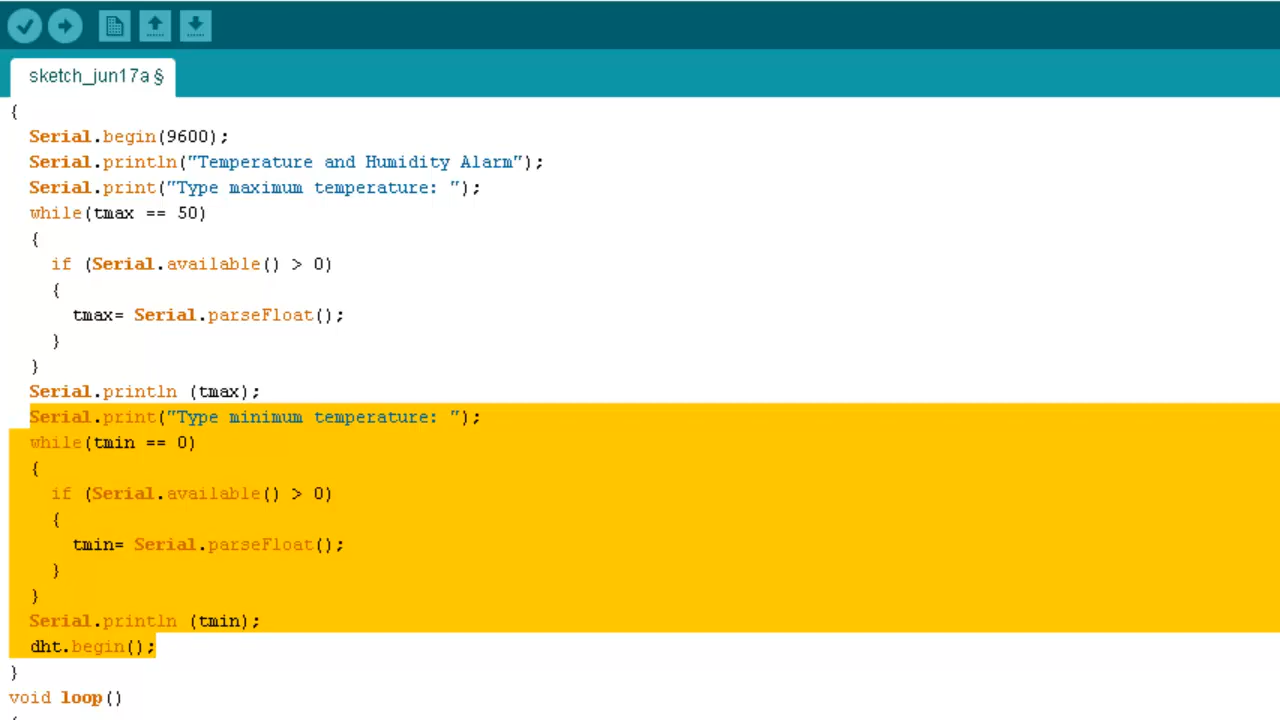 sketch_jun17a §
{
  Serial.begin(9600);
  Serial.println("Temperature and Humidity Alarm");
  Serial.print("Type maximum temperature: ");
  while(tmax == 50)
  {
    if (Serial.available() > 0)
    {
      tmax= Serial.parseFloat();
    }
  }
  Serial.println (tmax);
  Serial.print("Type minimum temperature: ");
  while(tmin == 0)
  {
    if (Serial.available() > 0)
    {
      tmin= Serial.parseFloat();
    }
  }
  Serial.println (tmin);
  dht.begin();
}
void loop()
{